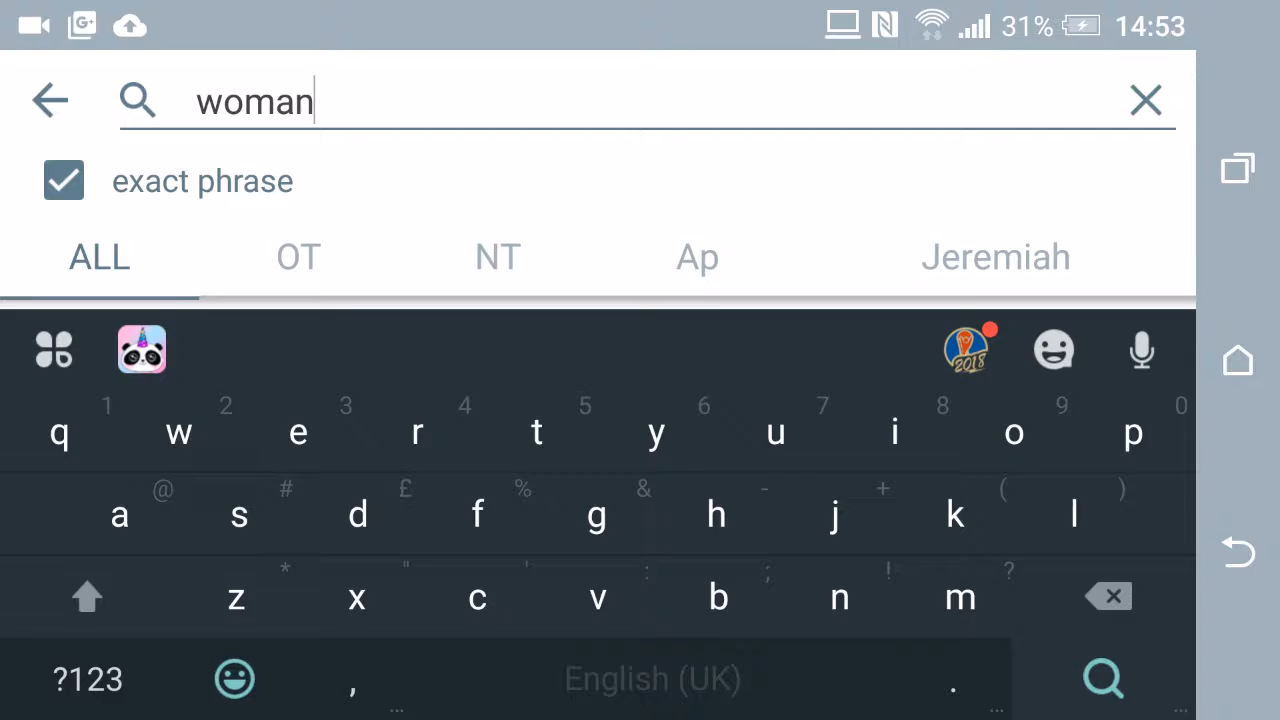 31% 14:53
woman
exact phrase
ALL OT NT Ap Jeremiah
2018
1 2 3 4 5 6 7 8 9 0
q w e r t y u i o p
@ # £ % & - + ( )
a s d f g h j k l
* " ' : ; ! ?
z x c v b n m
?123 , English (UK) .